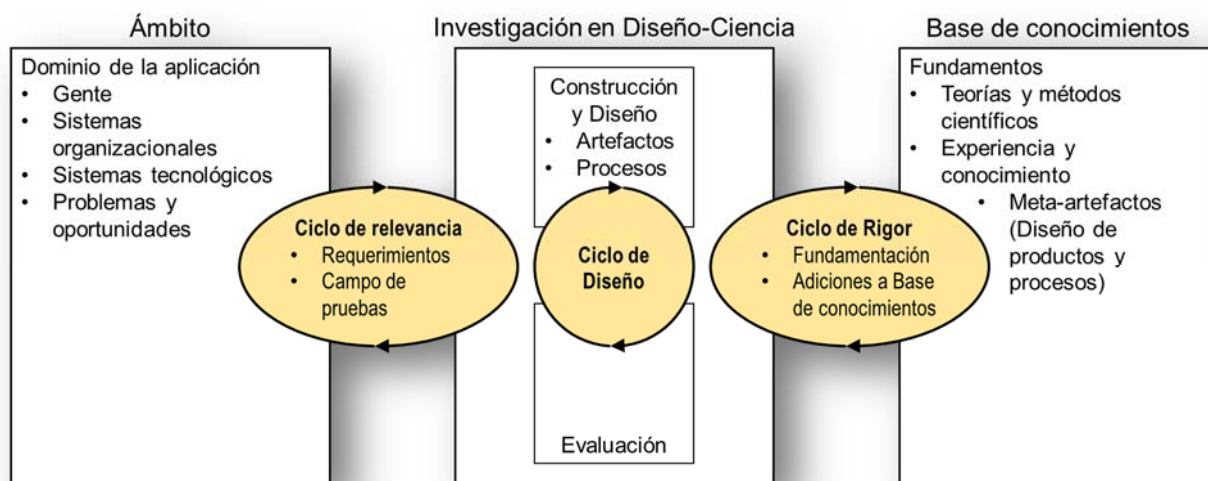 Ámbito
Dominio de la aplicación
• Gente
• Sistemas
organizacionales
• Sistemas tecnológicos
• Problemas y
oportunidades
Ciclo de relevancia
• Requerimientos
• Campo de
pruebas
Investigación en Diseño-Ciencia
Construcción
y Diseño
• Artefactos
• Procesos
Ciclo de
Diseño
Evaluación
Ciclo de Rigor
• Fundamentación
• Adiciones a Base
de conocimientos
Base de conocimientos
Fundamentos
• Teorías y métodos
científicos
• Experiencia y
conocimiento
• Meta-artefactos
(Diseño de
productos y
procesos)